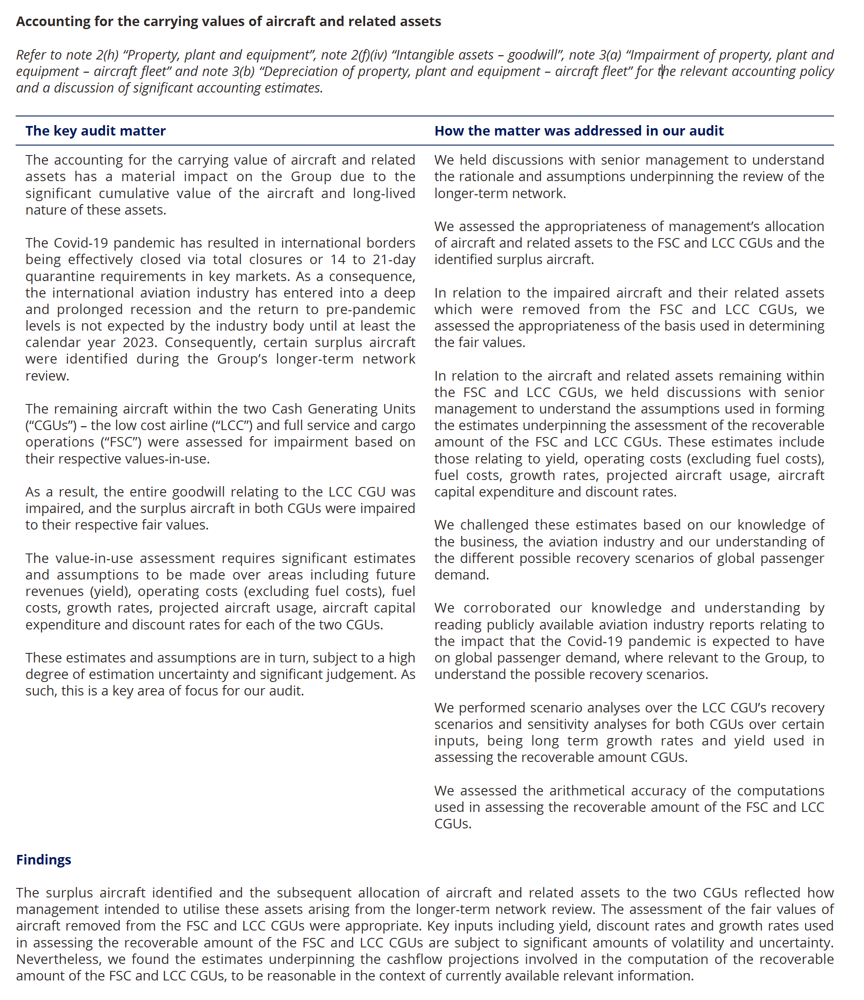 Accounting for the carrying values of aircraft and related assets
Refer to note 2(h) “Property, plant and equipment”, note 2(f)(iv) “Intangible assets – goodwill”, note 3(a) “Impairment of property, plant and
equipment – aircraft fleet” and note 3(b) “Depreciation of property, plant and equipment – aircraft fleet” for the relevant accounting policy
and a discussion of significant accounting estimates.
The key audit matter
The accounting for the carrying value of aircraft and related
assets has a material impact on the Group due to the
significant cumulative value of the aircraft and long-lived
nature of these assets.
The Covid-19 pandemic has resulted in international borders
being effectively closed via total closures or 14 to 21-day
quarantine requirements in key markets. As a consequence,
the international aviation industry has entered into a deep
and prolonged recession and the return to pre-pandemic
levels is not expected by the industry body until at least the
calendar year 2023. Consequently, certain surplus aircraft
were identified during the Group’s longer-term network
review.
The remaining aircraft within the two Cash Generating Units
(“CGUs”) – the low cost airline (“LCC”) and full service and cargo
operations (“FSC”) were assessed for impairment based on
their respective values-in-use.
As a result, the entire goodwill relating to the LCC CGU was
impaired, and the surplus aircraft in both CGUs were impaired
to their respective fair values.
The value-in-use assessment requires significant estimates
and assumptions to be made over areas including future
revenues (yield), operating costs (excluding fuel costs), fuel
costs, growth rates, projected aircraft usage, aircraft capital
expenditure and discount rates for each of the two CGUs.
These estimates and assumptions are in turn, subject to a high
degree of estimation uncertainty and significant judgement. As
such, this is a key area of focus for our audit.
How the matter was addressed in our audit
We held discussions with senior management to understand
the rationale and assumptions underpinning the review of the
longer-term network.
We assessed the appropriateness of management’s allocation
of aircraft and related assets to the FSC and LCC CGUs and the
identified surplus aircraft.
In relation to the impaired aircraft and their related assets
which were removed from the FSC and LCC CGUs, we
assessed the appropriateness of the basis used in determining
the fair values.
In relation to the aircraft and related assets remaining within
the FSC and LCC CGUs, we held discussions with senior
management to understand the assumptions used in forming
the estimates underpinning the assessment of the recoverable
amount of the FSC and LCC CGUs. These estimates include
those relating to yield, operating costs (excluding fuel costs),
fuel costs, growth rates, projected aircraft usage, aircraft
capital expenditure and discount rates.
We challenged these estimates based on our knowledge of
the business, the aviation industry and our understanding of
the different possible recovery scenarios of global passenger
demand.
We corroborated our knowledge and understanding by
reading publicly available aviation industry reports relating to
the impact that the Covid-19 pandemic is expected to have
on global passenger demand, where relevant to the Group, to
understand the possible recovery scenarios.
We performed scenario analyses over the LCC CGU’s recovery
scenarios and sensitivity analyses for both CGUs over certain
inputs, being long term growth rates and yield used in
assessing the recoverable amount CGUs.
We assessed the arithmetical accuracy of the computations
used in assessing the recoverable amount of the FSC and LCC
CGUs.
Findings
The surplus aircraft identified and the subsequent allocation of aircraft and related assets to the two CGUs reflected how
management intended to utilise these assets arising from the longer-term network review. The assessment of the fair values of
aircraft removed from the FSC and LCC CGUs were appropriate. Key inputs including yield, discount rates and growth rates used
in assessing the recoverable amount of the FSC and LCC CGUs are subject to significant amounts of volatility and uncertainty.
Nevertheless, we found the estimates underpinning the cashflow projections involved in the computation of the recoverable
amount of the FSC and LCC CGUs, to be reasonable in the context of currently available relevant information.